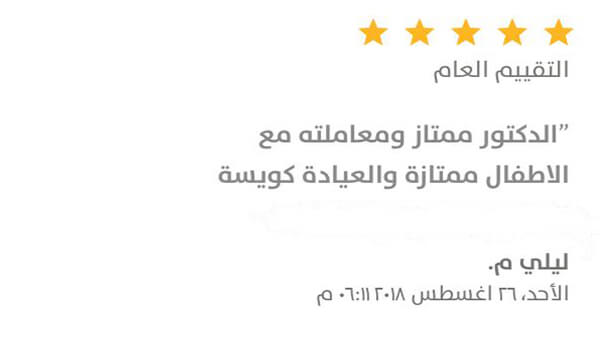 التقييم العام
”الدكتور ممتاز ومعاملته مع
الاطفال ممتازة والعيادة كويسة
ليلي م.
الأحد، ٢٦ اغسطس ٢٠١٨ ٠٦:١١ م